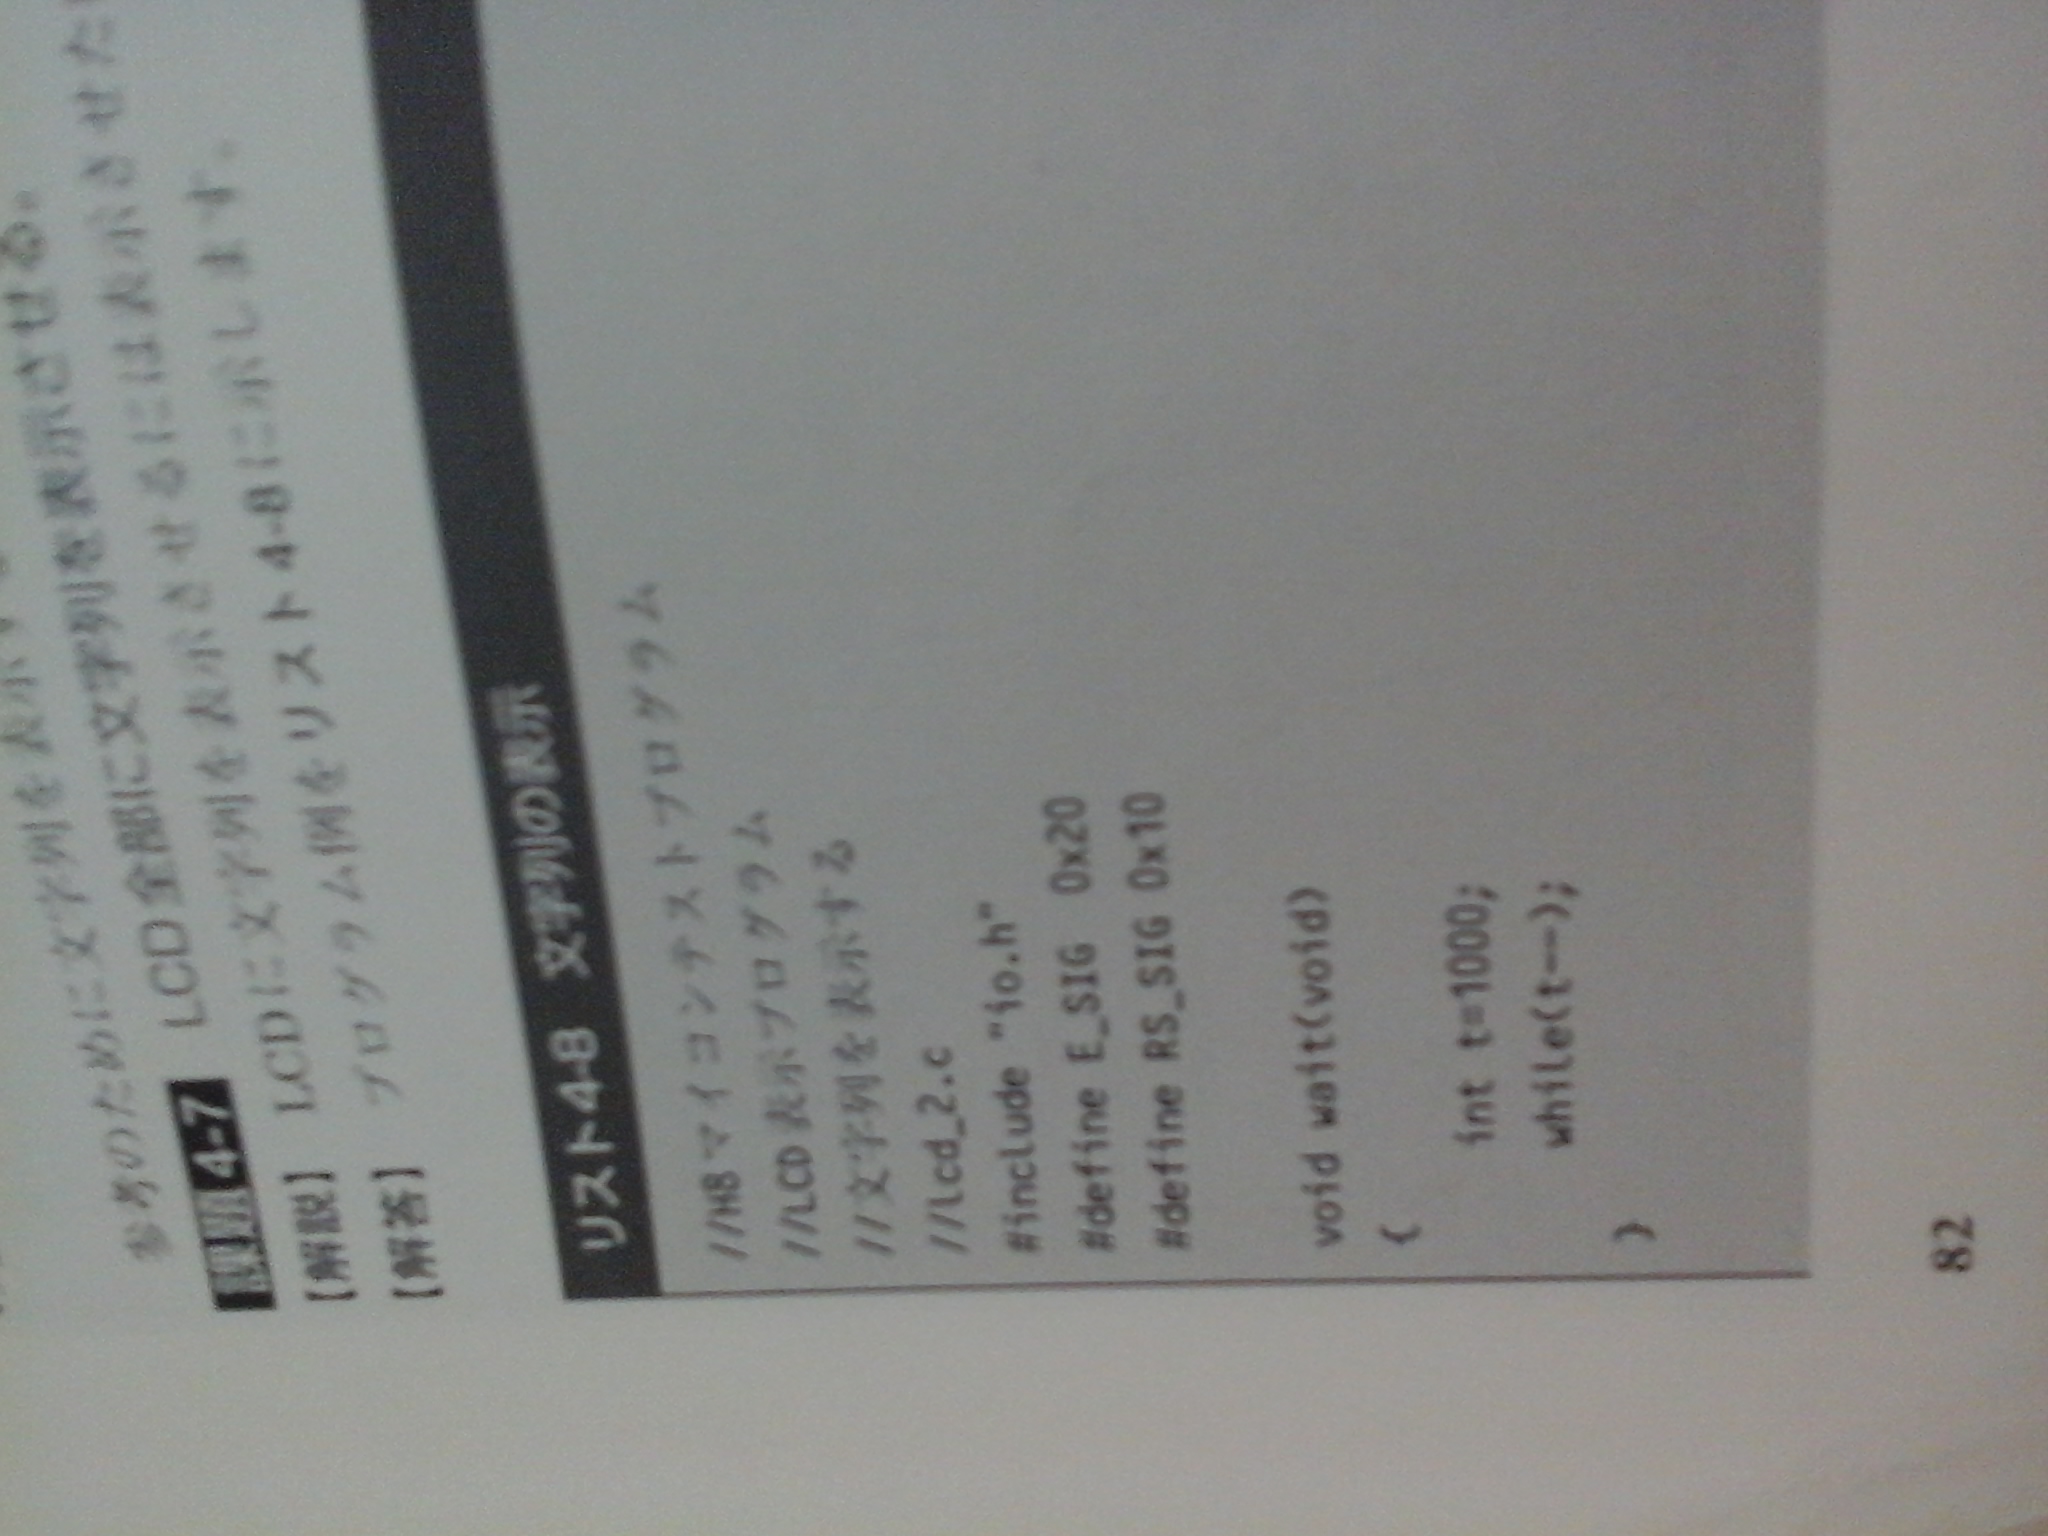 参考のために文字列を表示す
課題4-7 LCD全部に文字列を表示させる。
【解説】 LCDに文字列を表示させるには表示させた
【解答】 プログラム例をリスト4-8に示します。
リスト4-8 文字列の表示
//H8マイコンテストプログラム
//LCD表示プログラム
//文字列を表示する
//lcd_2.c
#include "io.h"
#define E_SIG  0x20
#define RS_SIG 0x10
void wait(void)
{
    int t=1000;
    while(t--);
}
82